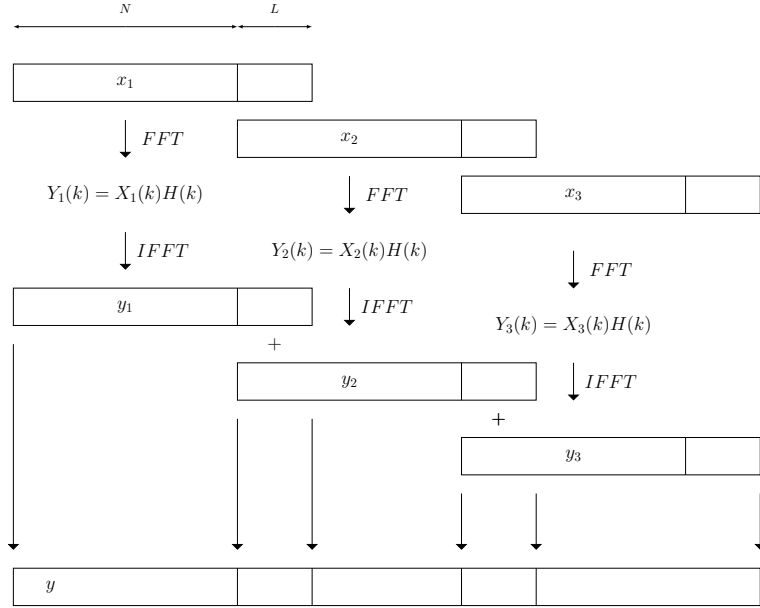 N L
x₁
FFT x₂
Y₁(k) = X₁(k)H(k) FFT x₃
IFFT Y₂(k) = X₂(k)H(k) FFT
y₁ IFFT Y₃(k) = X₃(k)H(k)
+
y₂ IFFT
+
y₃
y